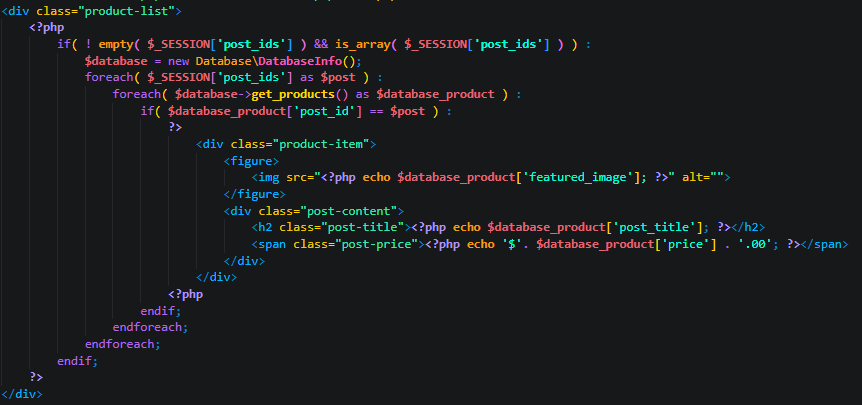 <div class="product-list">
<?php
if( ! empty( $_SESSION['post_ids'] ) && is_array( $_SESSION['post_ids'] ) ) :
$database = new Database\DatabaseInfo();
foreach( $_SESSION['post_ids'] as $post ) :
foreach( $database->get_products() as $database_product ) :
if( $database_product['post_id'] == $post ) :
?>
<div class="product-item">
<figure>
<img src="<?php echo $database_product['featured_image']; ?>" alt="">
</figure>
<div class="post-content">
<h2 class="post-title"><?php echo $database_product['post_title']; ?></h2>
<span class="post-price"><?php echo '$'. $database_product['price'] . '.00'; ?></span>
</div>
</div>
<?php
endif;
endforeach;
endforeach;
endif;
?>
</div>